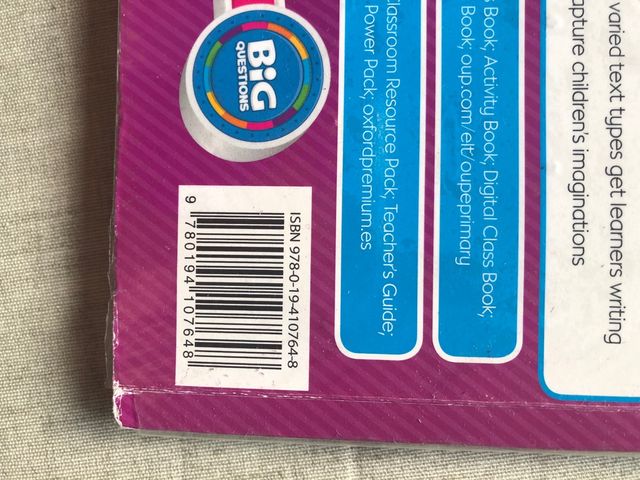 varied text types get learners writing
apture children's imaginations
s Book; Activity Book; Digital Class Book;
Book; oup.com/elt/oupeprimary
Classroom Resource Pack; Teacher's Guide;
Power Pack; oxfordpremium.es
BiG
QUESTIONS
ISBN 978-0-19-410764-8
9 780194 107648